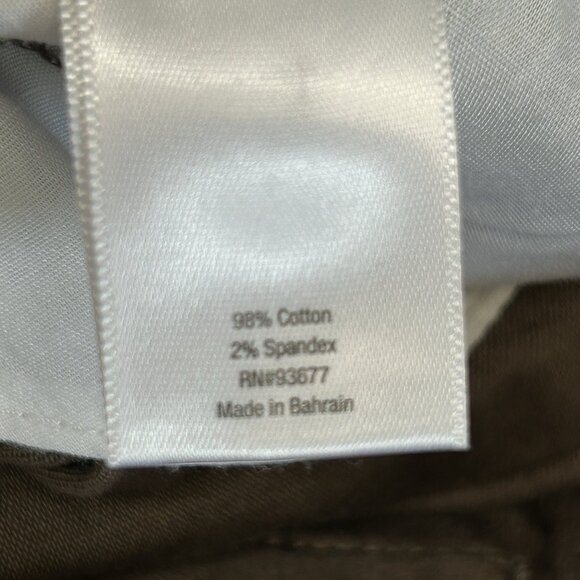 98% Cotton
2% Spandex
RN#93677
Made in Bahrain